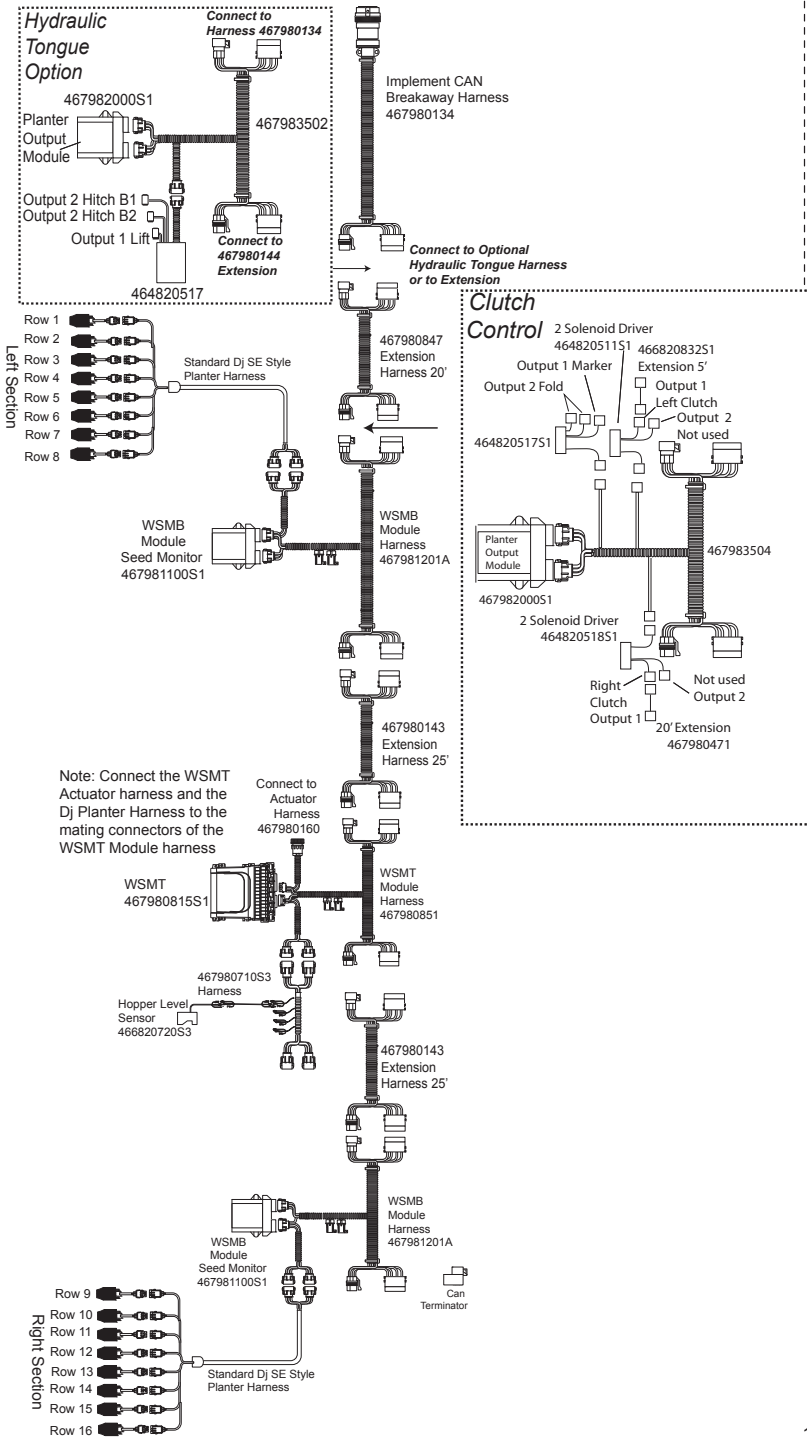 Hydraulic
Tongue
Option
Connect to
Harness 467980134
467982000S1
Planter
Output
Module
467983502
Output 2 Hitch B1
Output 2 Hitch B2
Output 1 Lift
Connect to
467980144
Extension
464820517
Implement CAN
Breakaway Harness
467980134
Connect to Optional
Hydraulic Tongue Harness
or to Extension
467980847
Extension
Harness 20'
Row 1
Row 2
Row 3
Row 4
Row 5
Row 6
Row 7
Row 8
Left Section
Standard Dj SE Style
Planter Harness
WSMB
Module
Seed Monitor
467981100S1
WSMB
Module
Harness
467981201A
Clutch
Control
2 Solenoid Driver
464820511S1
466820832S1
Extension 5'
Output 1 Marker
Output 2 Fold
Output 1
Left Clutch
Output 2
Not used
464820517S1
Planter
Output
Module
467983504
467982000S1
2 Solenoid Driver
464820518S1
Right
Clutch
Output 1
Not used
Output 2
20' Extension
467980471
467980143
Extension
Harness 25'
Note: Connect the WSMT
Actuator harness and the
Dj Planter Harness to the
mating connectors of the
WSMT Module harness
Connect to
Actuator
Harness
467980160
WSMT
467980815S1
WSMT
Module
Harness
467980851
467980710S3
Harness
Hopper Level
Sensor
466820720S3
467980143
Extension
Harness 25'
WSMB
Module
Harness
467981201A
WSMB
Module
Seed Monitor
467981100S1
Can
Terminator
Row 9
Row 10
Row 11
Row 12
Row 13
Row 14
Row 15
Row 16
Right Section
Standard Dj SE Style
Planter Harness